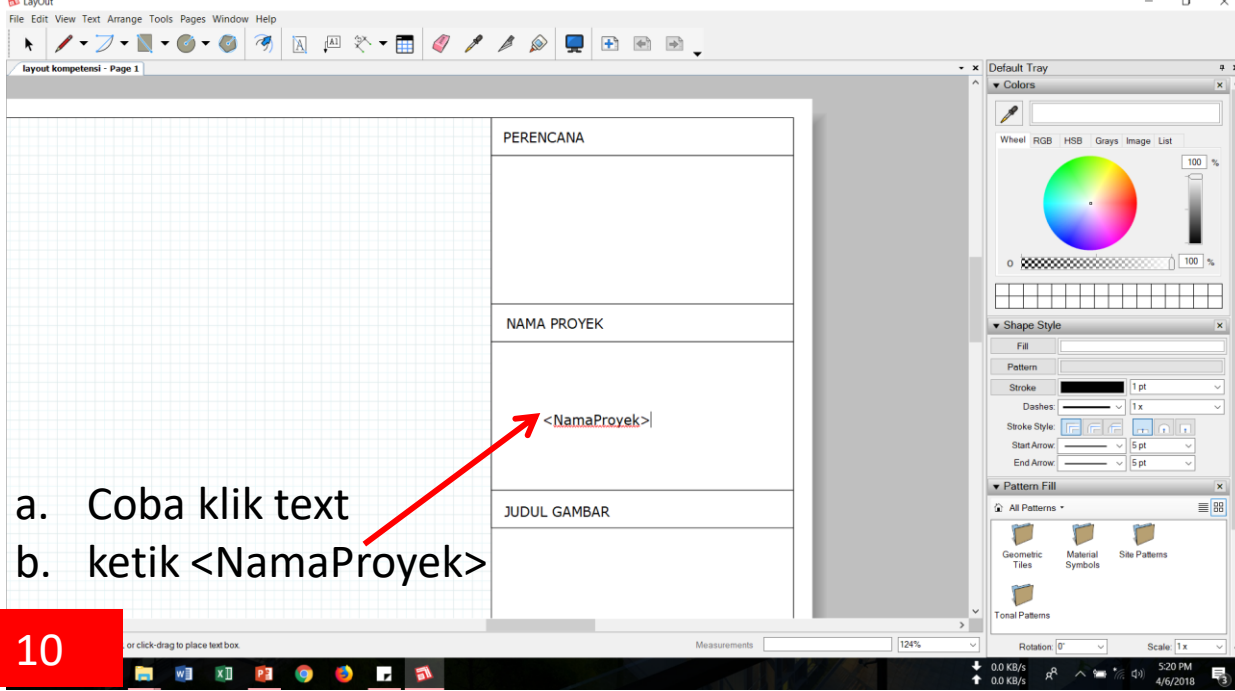 LayOut
File Edit View Text Arrange Tools Pages Window Help
layout kompetensi - Page 1
PERENCANA
NAMA PROYEK
<NamaProyek>
JUDUL GAMBAR
a. Coba klik text
b. ketik <NamaProyek>
10
or click-drag to place text box.
Measurements
124%
Default Tray
Colors
Wheel RGB HSB Grays Image List
100 %
0 100 %
Shape Style
Fill
Pattern
Stroke 1 pt
Dashes: 1 x
Stroke Style:
Start Arrow: 5 pt
End Arrow: 5 pt
Pattern Fill
All Patterns
Geometric Tiles
Material Symbols
Site Patterns
Tonal Patterns
Rotation: 0° Scale: 1 x
0.0 KB/s
0.0 KB/s
5:20 PM
4/6/2018
3